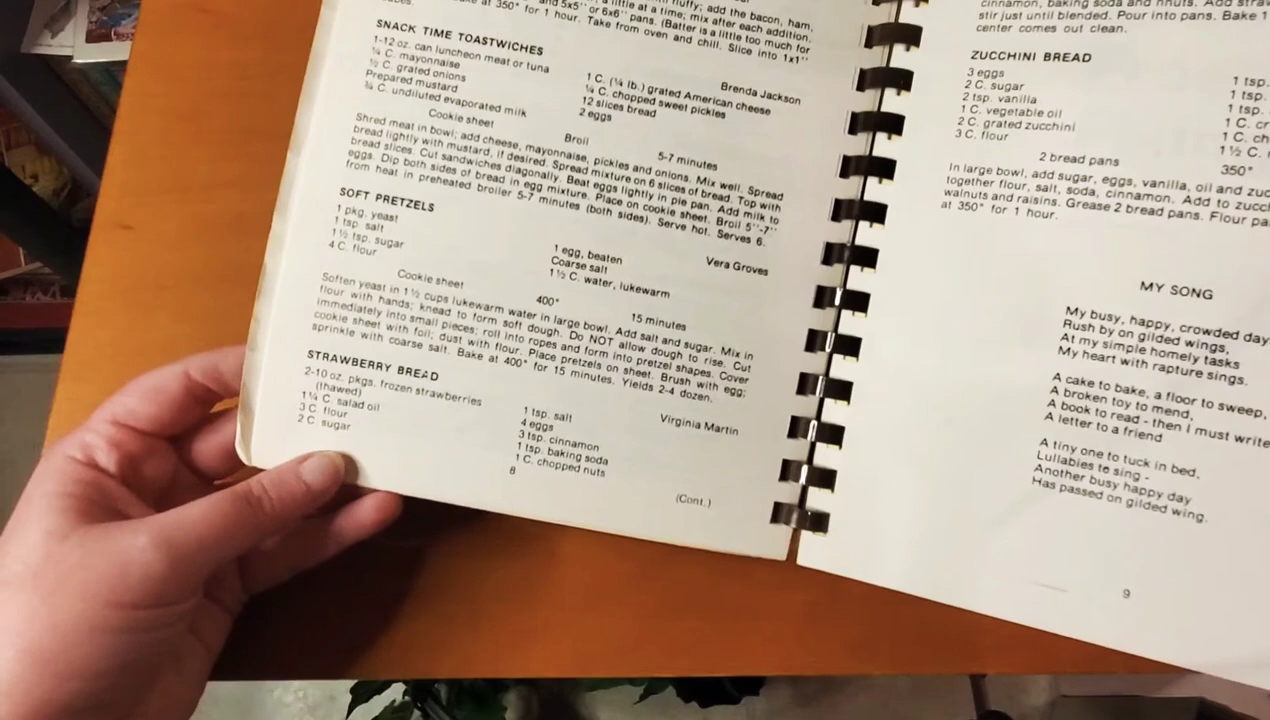 fluffy; add the bacon, ham,
a little at a time; mix after each addition.
and 5x5" or 6x6" pans. (Batter is a little too much for
at 350° for 1 hour. Take from oven and chill. Slice into 1x1"
SNACK TIME TOASTWICHES
Brenda Jackson
1-12 oz. can luncheon meat or tuna
¼ C. mayonnaise
½ C. grated onions
Prepared mustard
¾ C. undiluted evaporated milk
1 C. (¼ lb.) grated American cheese
¼ C. chopped sweet pickles
12 slices bread
2 eggs
Cookie sheet
Broil
5-7 minutes
Shred meat in bowl; add cheese, mayonnaise, pickles and onions. Mix well. Spread
bread lightly with mustard, if desired. Spread mixture on 6 slices of bread. Top with
bread slices. Cut sandwiches diagonally. Beat eggs lightly in pie pan. Add milk to
eggs. Dip both sides of bread in egg mixture. Place on cookie sheet. Broil 5"-7"
from heat in preheated broiler 5-7 minutes (both sides). Serve hot. Serves 6.
SOFT PRETZELS
Vera Groves
1 pkg. yeast
1 tsp. salt
1½ tsp. sugar
4 C. flour
1 egg, beaten
Coarse salt
1½ C. water, lukewarm
Cookie sheet
400°
15 minutes
Soften yeast in 1½ cups lukewarm water in large bowl. Add salt and sugar. Mix in
flour with hands; knead to form soft dough. Do NOT allow dough to rise. Cut
immediately into small pieces; roll into ropes and form into pretzel shapes. Cover
cookie sheet with foil; dust with flour. Place pretzels on sheet. Brush with egg;
sprinkle with coarse salt. Bake at 400° for 15 minutes. Yields 2-4 dozen.
STRAWBERRY BREAD
Virginia Martin
2-10 oz. pkgs. frozen strawberries
(thawed)
1¼ C. salad oil
3 C. flour
2 C. sugar
1 tsp. salt
4 eggs
3 tsp. cinnamon
1 tsp. baking soda
1 C. chopped nuts
8
(Cont.)
cinnamon, baking soda and nuts. Add
stir just until blended. Pour into pans. Bake 1
center comes out clean.
ZUCCHINI BREAD
3 eggs
2 C. sugar
2 tsp. vanilla
1 C. vegetable oil
2 C. grated zucchini
3 C. flour
1 tsp.
1 tsp.
1 tsp.
1 C.
1 C.
1½ C.
2 bread pans
350°
In large bowl, add sugar, eggs, vanilla, oil and
together flour, salt, soda, cinnamon. Add to
walnuts and raisins. Grease 2 bread pans. Flour
at 350° for 1 hour.
MY SONG
My busy, happy, crowded day
Rush by on gilded wings,
At my simple homely tasks
My heart with rapture sings.
A cake to bake, a floor to sweep,
A broken toy to mend,
A book to read - then I must write
A letter to a friend
A tiny one to tuck in bed,
Lullabies to sing -
Another busy happy day
Has passed on gilded wing.
9